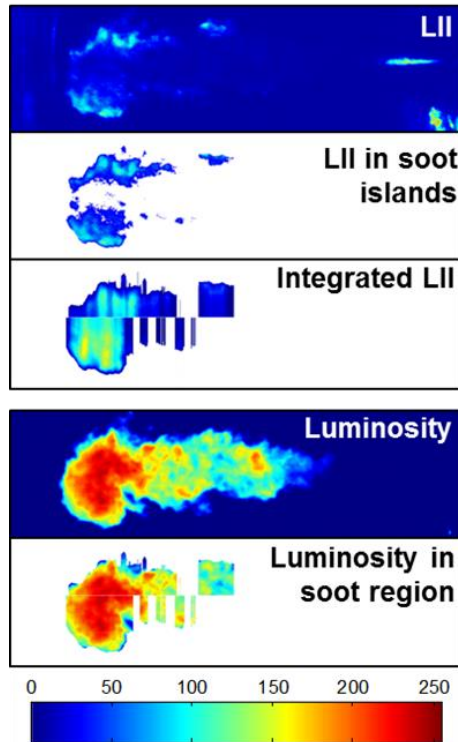 LII
LII in soot
islands
Integrated LII
Luminosity
Luminosity in
soot region
0 50 100 150 200 250